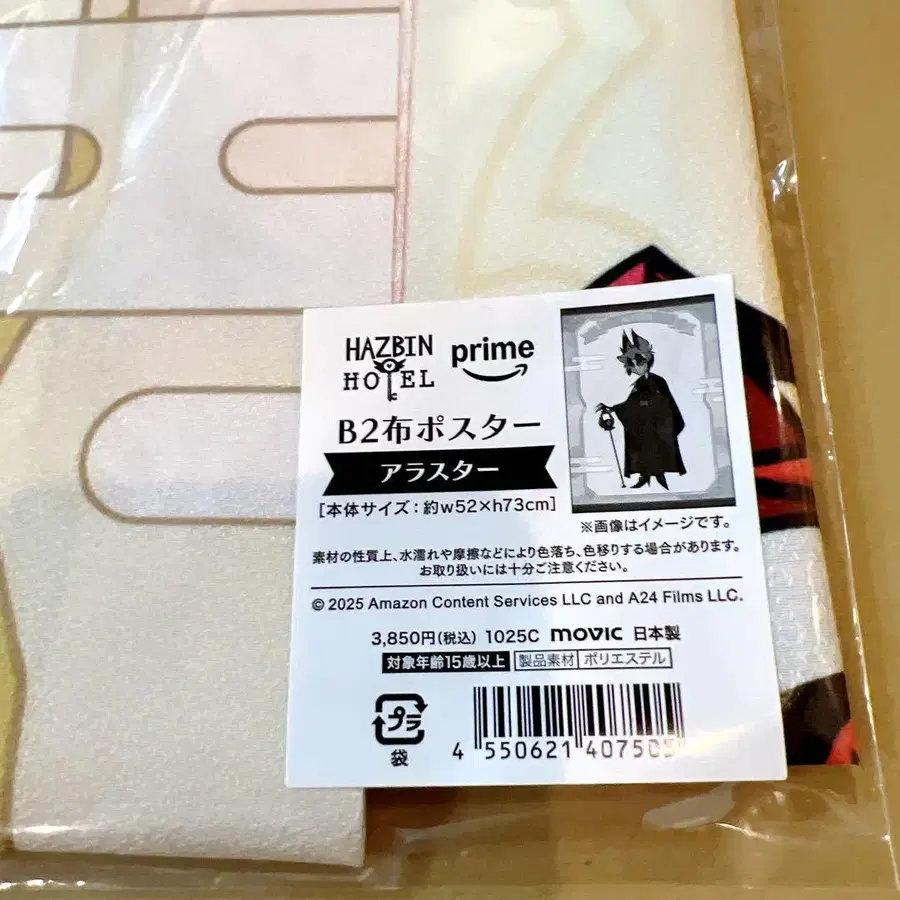 HAZBIN
HOTEL
prime
B2布ポスター
アラスター
[本体サイズ:約w52×h73cm]
※画像はイメージです。
素材の性質上、水濡れや摩擦などにより色落ち、色移りする場合があります。
お取り扱いには十分ご注意ください。
© 2025 Amazon Content Services LLC and A24 Films LLC.
3,850円(税込) 1025C movic 日本製
対象年齢15歳以上 製品素材 ポリエステル
プラ
袋
4 550621 407505